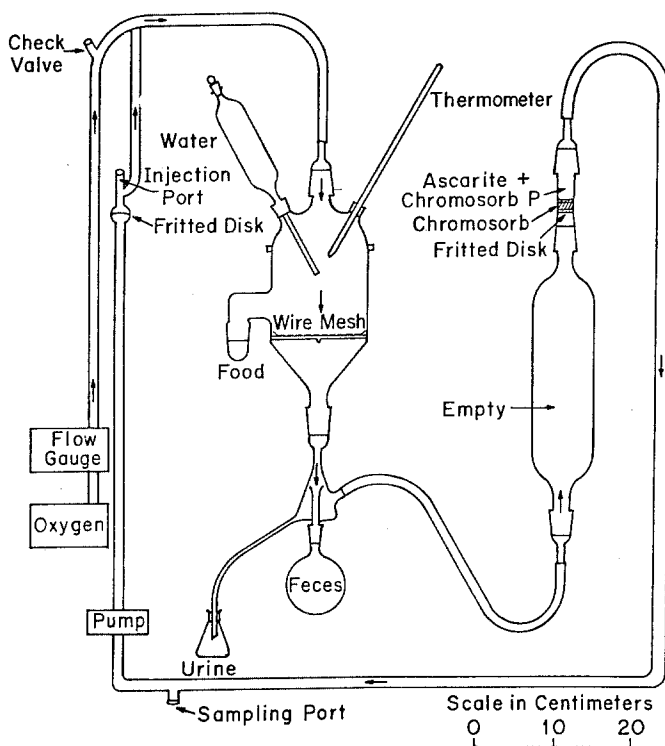 Check
Valve
Water
Thermometer
Injection
Port
Fritted Disk
Ascarite +
Chromosorb P
Chromosorb
Fritted Disk
Wire Mesh
Food
Empty
Flow
Gauge
Oxygen
Feces
Pump
Urine
Sampling Port
Scale in Centimeters
0 10 20